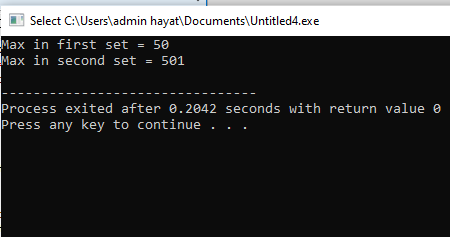 Select C:\Users\admin hayat\Documents\Untitled4.exe
Max in first set = 50
Max in second set = 501
--------------------------------
Process exited after 0.2042 seconds with return value 0
Press any key to continue . . .